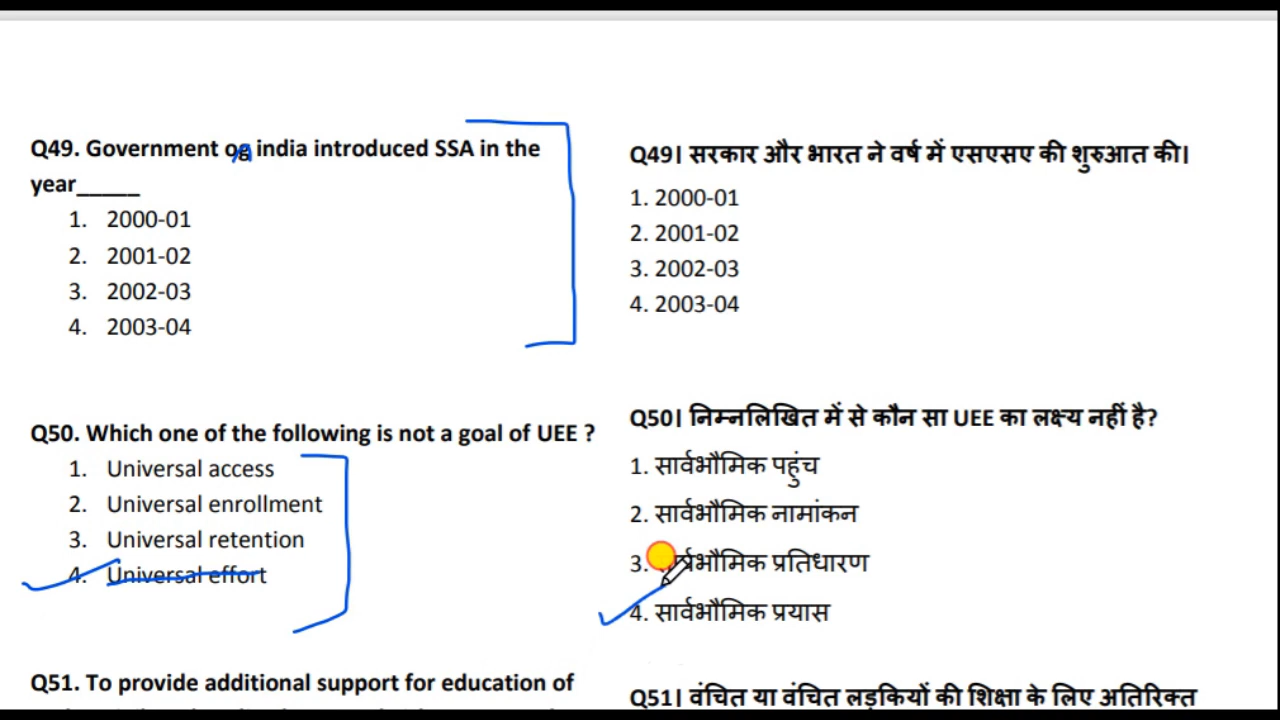 Q49. Government og india introduced SSA in the
year_____
1. 2000-01
2. 2001-02
3. 2002-03
4. 2003-04
Q50. Which one of the following is not a goal of UEE ?
1. Universal access
2. Universal enrollment
3. Universal retention
4. Universal effort
Q51. To provide additional support for education of
Q49। सरकार और भारत ने वर्ष में एसएसए की शुरुआत की।
1. 2000-01
2. 2001-02
3. 2002-03
4. 2003-04
Q50। निम्नलिखित में से कौन सा UEE का लक्ष्य नहीं है?
1. सार्वभौमिक पहुंच
2. सार्वभौमिक नामांकन
3. सार्वभौमिक प्रतिधारण
4. सार्वभौमिक प्रयास
Q51। वंचित या वंचित लड़कियों की शिक्षा के लिए अतिरिक्त